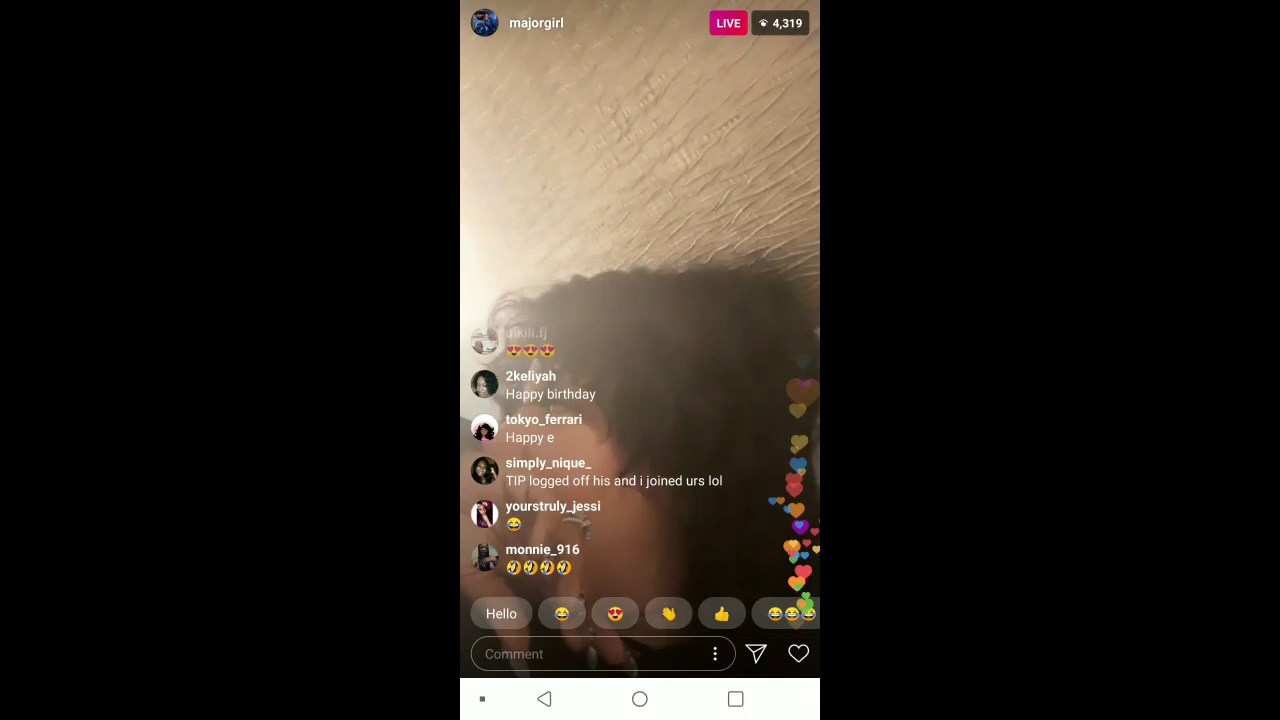 majorgirl
LIVE
4,319
😍😍😍
2keliyah
Happy birthday
tokyo_ferrari
Happy e
simply_nique_
TIP logged off his and i joined urs lol
yourstruly_jessi
😂
monnie_916
🤣🤣🤣🤣
Hello 😂 😍 👏 👍 😂😂😂
Comment